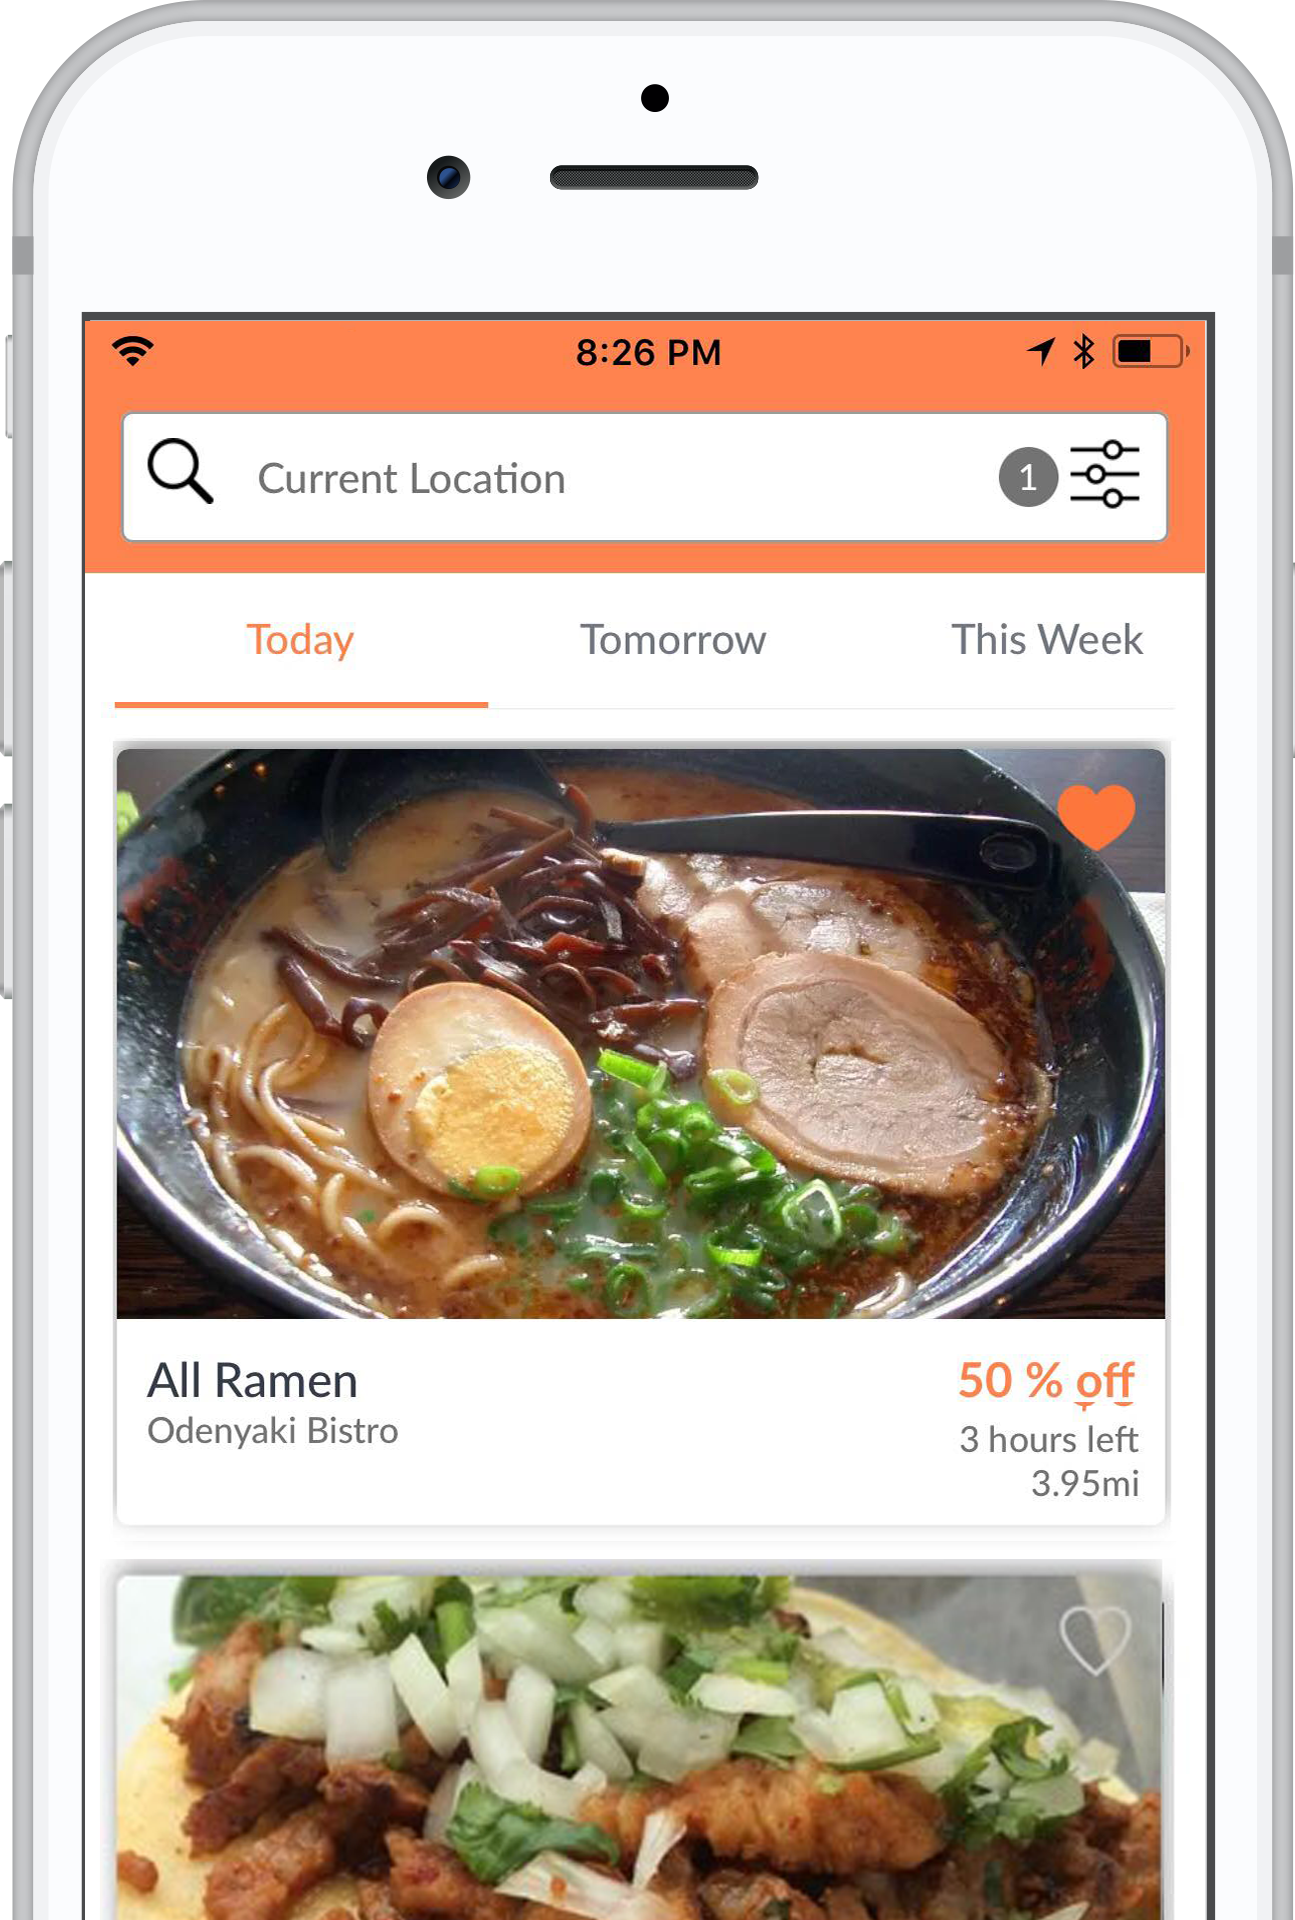 8:26 PM
Current Location
1
Today
Tomorrow
This Week
All Ramen
50 % off
Odenyaki Bistro
3 hours left
3.95mi